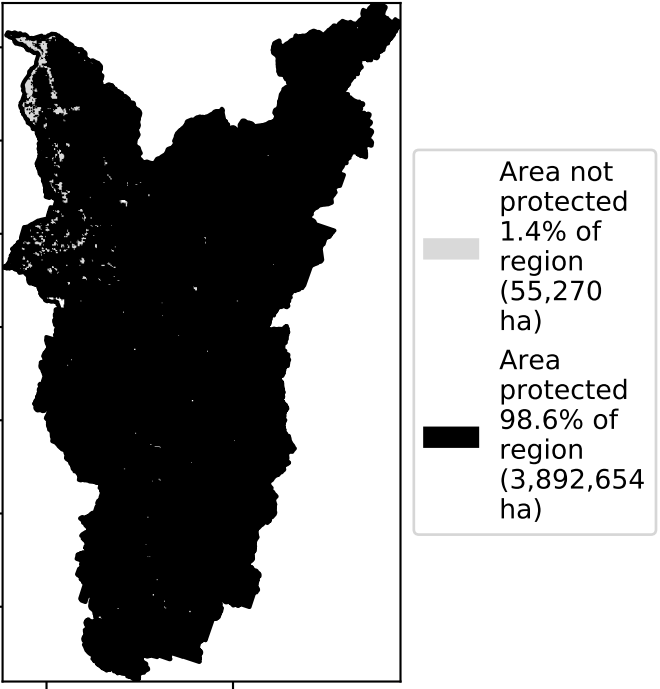 Area not
protected
1.4% of
region
(55,270
ha)
Area
protected
98.6% of
region
(3,892,654
ha)